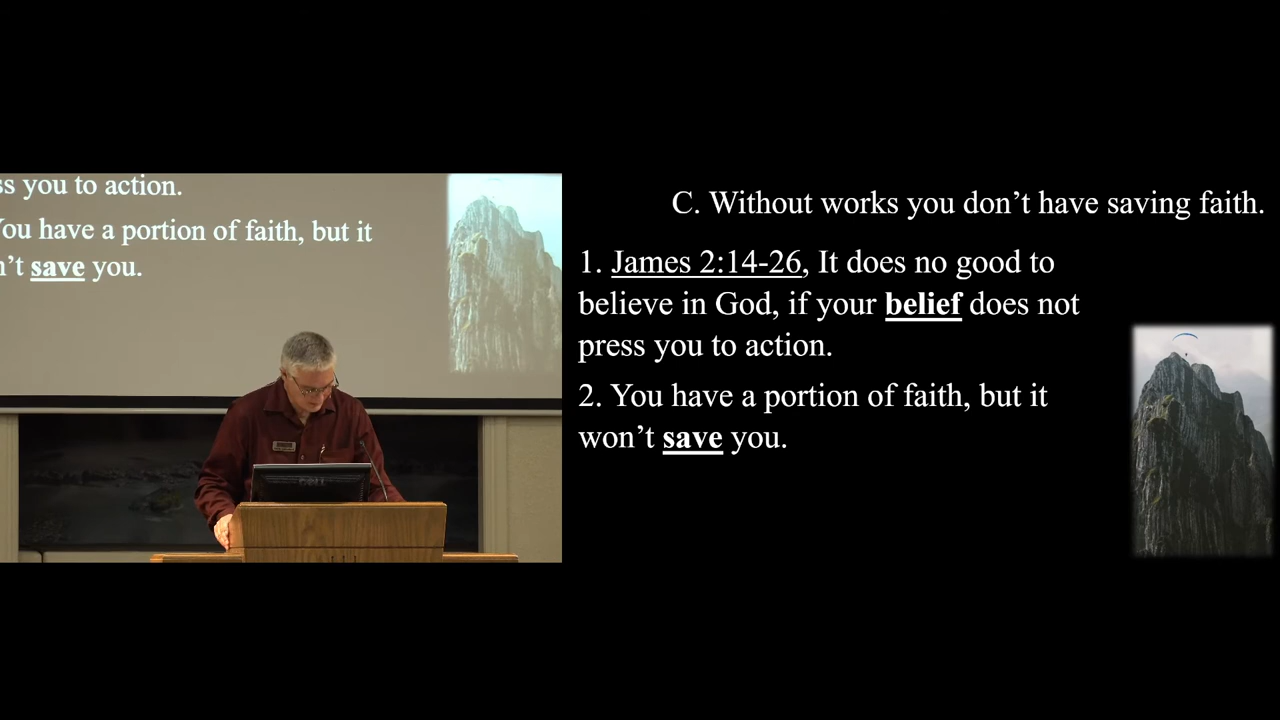 ss you to action.
You have a portion of faith, but it
n’t save you.
DELL
C. Without works you don’t have saving faith.
1. James 2:14-26, It does no good to
believe in God, if your belief does not
press you to action.
2. You have a portion of faith, but it
won’t save you.